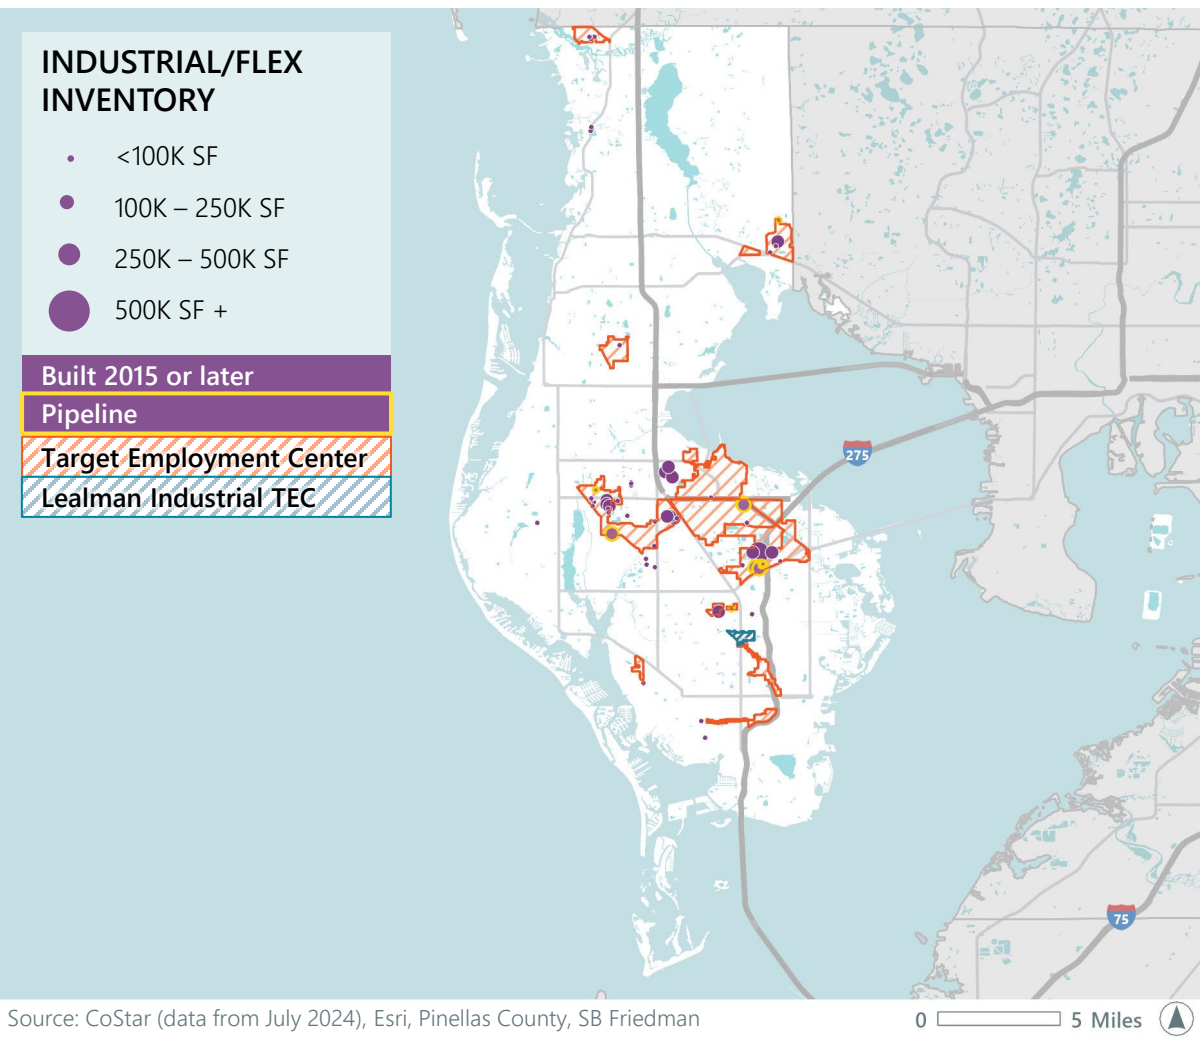 INDUSTRIAL/FLEX
INVENTORY
<100K SF
100K – 250K SF
250K – 500K SF
500K SF +
Built 2015 or later
Pipeline
Target Employment Center
Lealman Industrial TEC
275
75
Source: CoStar (data from July 2024), Esri, Pinellas County, SB Friedman
0 5 Miles